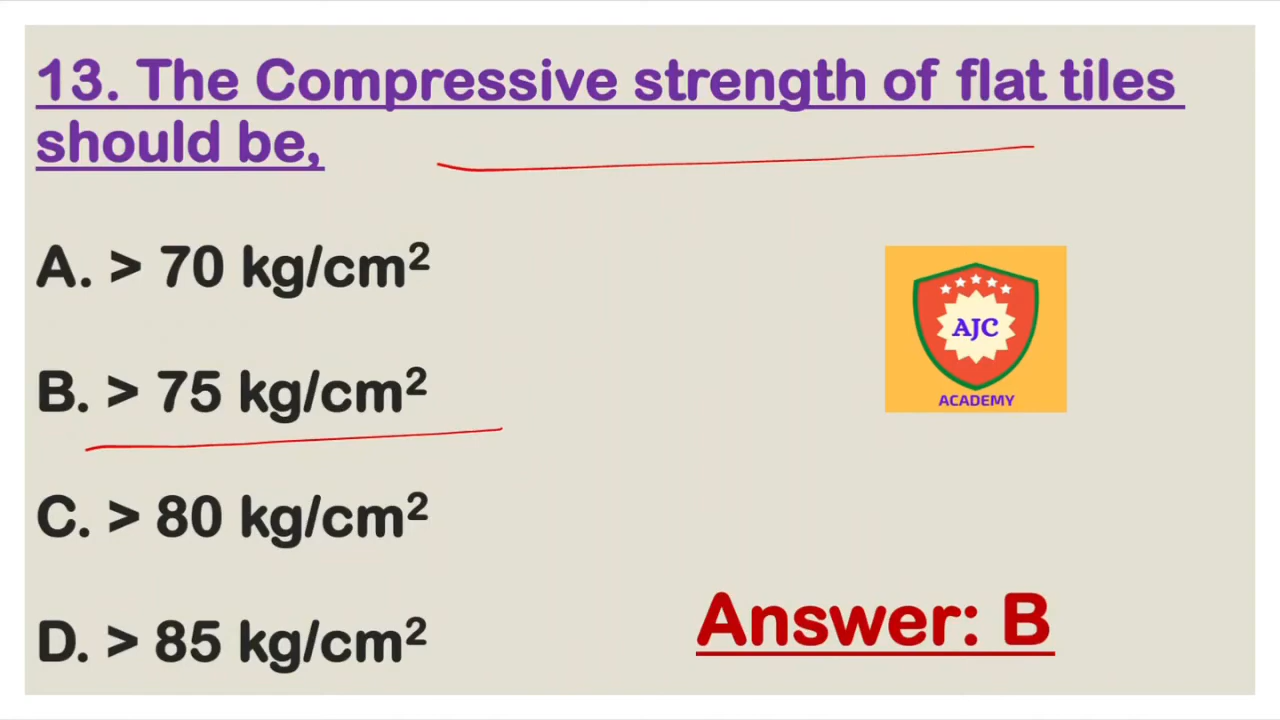 13. The Compressive strength of flat tiles
should be,
A. > 70 kg/cm²
B. > 75 kg/cm²
C. > 80 kg/cm²
D. > 85 kg/cm²
AJC
ACADEMY
Answer: B